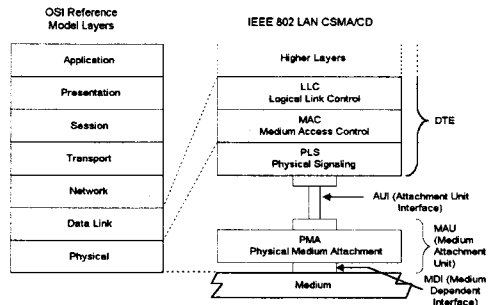 OSI Reference
Model Layers
Application
Presentation
Session
Transport
Network
Data Link
Physical
IEEE 802 LAN CSMA/CD
Higher Layers
LLC
Logical Link Control
MAC
Medium Access Control
PLS
Physical Signaling
DTE
AUI (Attachment Unit
Interface)
PMA
Physical Medium Attachment
MAU
(Medium
Attachment
Unit)
Medium
MDI (Medium
Dependent
Interface)